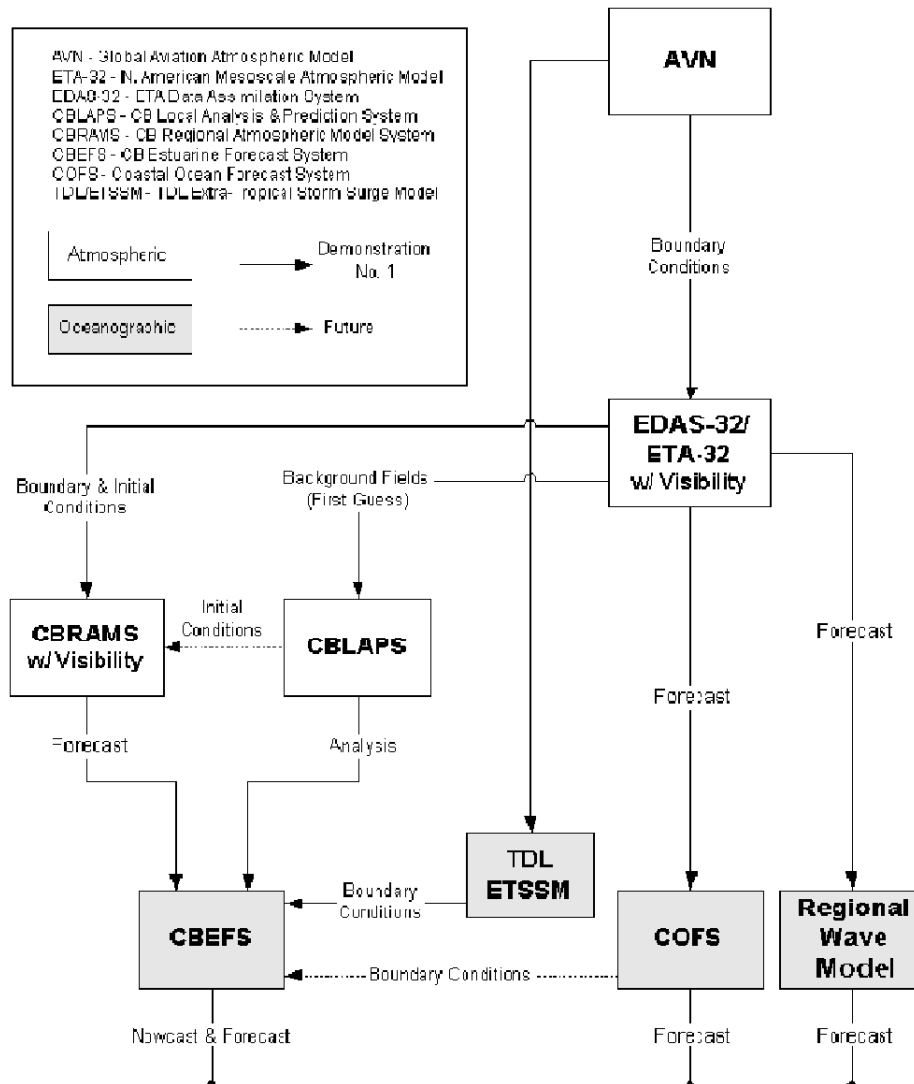 AVN - Global Aviation Atmospheric Model
ETA-32 - N. American Mesoscale Atmospheric Model
EDAS-32 - ETA Data Assimilation System
CBLAPS - CB Local Analysis & Prediction System
CBRAMS - CB Regional Atmospheric Model System
CBEFS - CB Estuarine Forecast System
COFS - Coastal Ocean Forecast System
TDL/ETSSM - TDL Extra-Tropical Storm Surge Model
Atmospheric
Demonstration
No. 1
Oceanographic
Future
AVN
Boundary
Conditions
EDAS-32/
ETA-32
w/ Visibility
Boundary & Initial
Conditions
Background Fields
(First Guess)
CBRAMS
w/ Visibility
Initial
Conditions
CBLAPS
Forecast
Forecast
Forecast
Analysis
TDL
ETSSM
Boundary
Conditions
CBEFS
COFS
Regional
Wave
Model
Boundary Conditions
Nowcast & Forecast
Forecast
Forecast